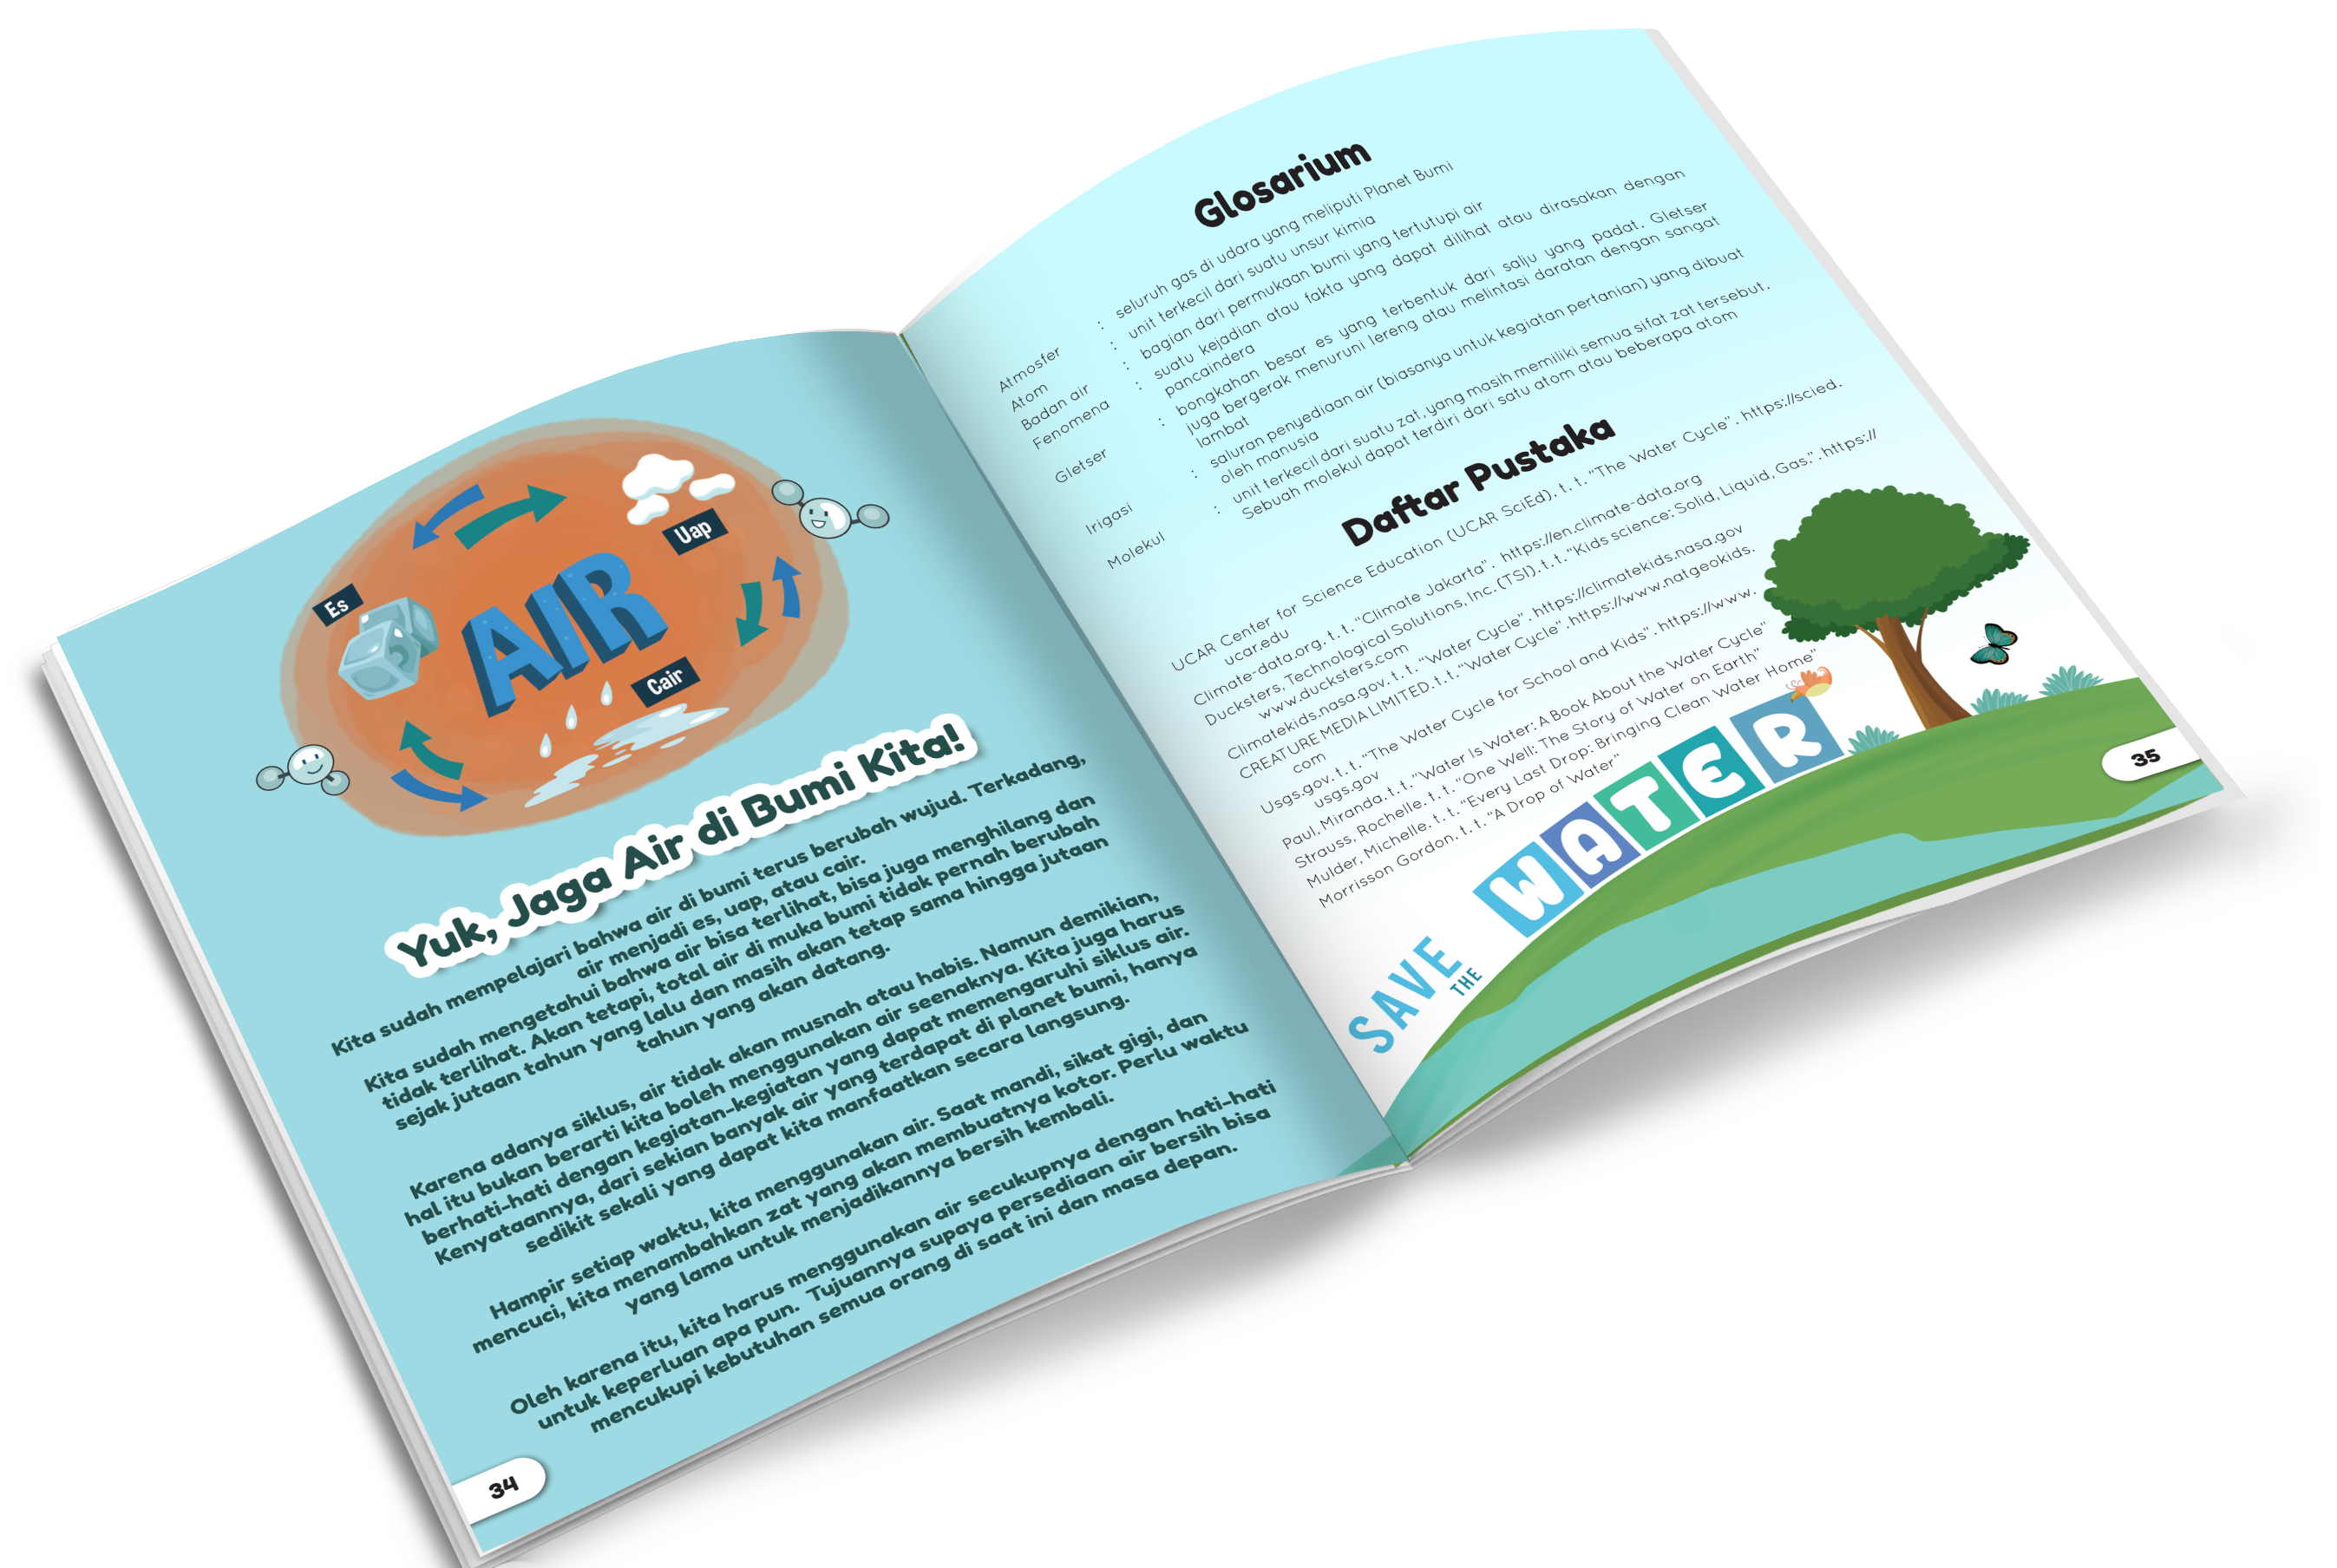 Es
Uap
AIR
Cair
Yuk, Jaga Air di Bumi Kita!
Kita sudah mempelajari bahwa air di bumi terus berubah wujud. Terkadang,
air menjadi es, uap, atau cair.
Kita sudah mengetahui bahwa air bisa terlihat, bisa juga menghilang dan
tidak terlihat. Akan tetapi, total air di muka bumi tidak pernah berubah
sejak jutaan tahun yang lalu dan masih akan tetap sama hingga jutaan
tahun yang akan datang.
Karena adanya siklus, air tidak akan musnah atau habis. Namun demikian,
hal itu bukan berarti kita boleh menggunakan air seenaknya. Kita juga harus
berhati-hati dengan kegiatan-kegiatan yang dapat memengaruhi siklus air.
Kenyataannya, dari sekian banyak air yang terdapat di planet bumi, hanya
sedikit sekali yang dapat kita manfaatkan secara langsung.
Hampir setiap waktu, kita menggunakan air. Saat mandi, sikat gigi, dan
mencuci, kita menambahkan zat yang akan membuatnya kotor. Perlu waktu
yang lama untuk menjadikannya bersih kembali.
Oleh karena itu, kita harus menggunakan air secukupnya dengan hati-hati
untuk keperluan apa pun. Tujuannya supaya persediaan air bersih bisa
mencukupi kebutuhan semua orang di saat ini dan masa depan.
34
Glosarium
Atmosfer : seluruh gas di udara yang meliputi Planet Bumi
Atom : unit terkecil dari suatu unsur kimia
Badan air : bagian dari permukaan bumi yang tertutupi air
Fenomena : suatu kejadian atau fakta yang dapat dilihat atau dirasakan dengan
pancaindera
Gletser : bongkahan besar es yang terbentuk dari salju yang padat. Gletser
juga bergerak menuruni lereng atau melintasi daratan dengan sangat
lambat
Irigasi : saluran penyediaan air (biasanya untuk kegiatan pertanian) yang dibuat
oleh manusia
Molekul : unit terkecil dari suatu zat, yang masih memiliki semua sifat zat tersebut.
Sebuah molekul dapat terdiri dari satu atom atau beberapa atom
Daftar Pustaka
UCAR Center for Science Education (UCAR SciEd). t. t. "The Water Cycle" . https://scied.
ucar.edu
Climate-data.org. t. t. "Climate Jakarta" . https://en.climate-data.org
Ducksters, Technological Solutions, Inc. (TSI). t. t. "Kids science: Solid, Liquid, Gas." . https://
www.ducksters.com
Climatekids.nasa.gov. t. t. "Water Cycle" . https://climatekids.nasa.gov
CREATURE MEDIA LIMITED. t. t. "Water Cycle" . https://www.natgeokids.
com
Usgs.gov. t. t. "The Water Cycle for School and Kids" . https://www.
usgs.gov
Paul, Miranda. t. t. "Water is Water: A Book About the Water Cycle"
Strauss, Rochelle. t. t. "One Well: The Story of Water on Earth"
Mulder, Michelle. t. t. "Every Last Drop: Bringing Clean Water Home"
Morrisson Gordon. t. t. "A Drop of Water"
SAVE
THE
WATER
35